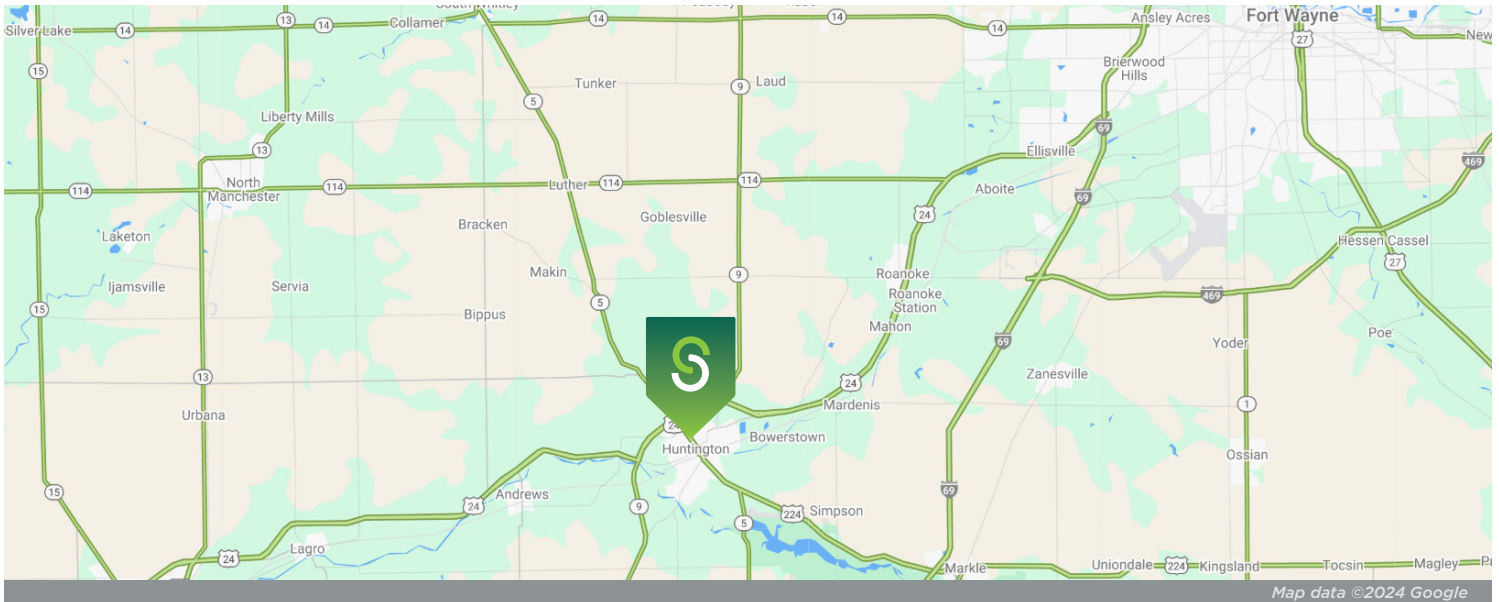 South Whitley
14
14
Ansley Acres
Fort Wayne
13
14
Collamer
14
Silver Lake
14
27
New
15
Brierwood
Hills
Tunker
9
Laud
5
Liberty Mills
69
13
Ellisville
469
114
North
Manchester
114
Luther
114
114
Aboite
69
24
Goblesville
Bracken
Laketon
Hessen Cassel
27
Makin
9
Roanoke
Ijamsville
Servia
Roanoke
Station
469
15
5
Bippus
Mahon
69
Poe
Yoder
S
13
Zanesville
24
Mardenis
1
Urbana
24
Bowerstown
Huntington
Ossian
15
Andrews
69
24
9
224
Simpson
5
Lagro
24
Markle
Uniondale
224
Kingsland
Tocsin
Magley
Map data ©2024 Google